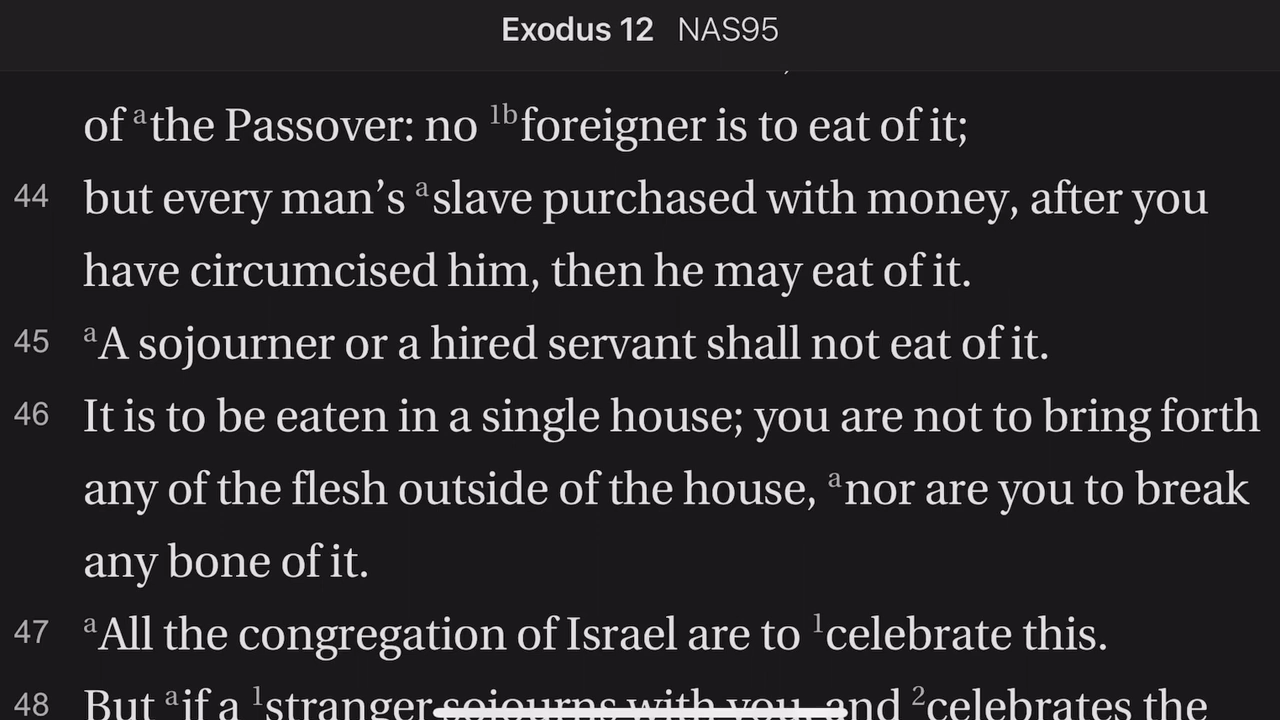 Exodus 12 NAS95
of ᵃthe Passover: no ¹ᵇforeigner is to eat of it;
44 but every man’s ᵃslave purchased with money, after you
have circumcised him, then he may eat of it.
45 ᵃA sojourner or a hired servant shall not eat of it.
46 It is to be eaten in a single house; you are not to bring forth
any of the flesh outside of the house, ᵃnor are you to break
any bone of it.
47 ᵃAll the congregation of Israel are to ¹celebrate this.
48 But ᵃif a ¹stranger sojourns with you, and ²celebrates the